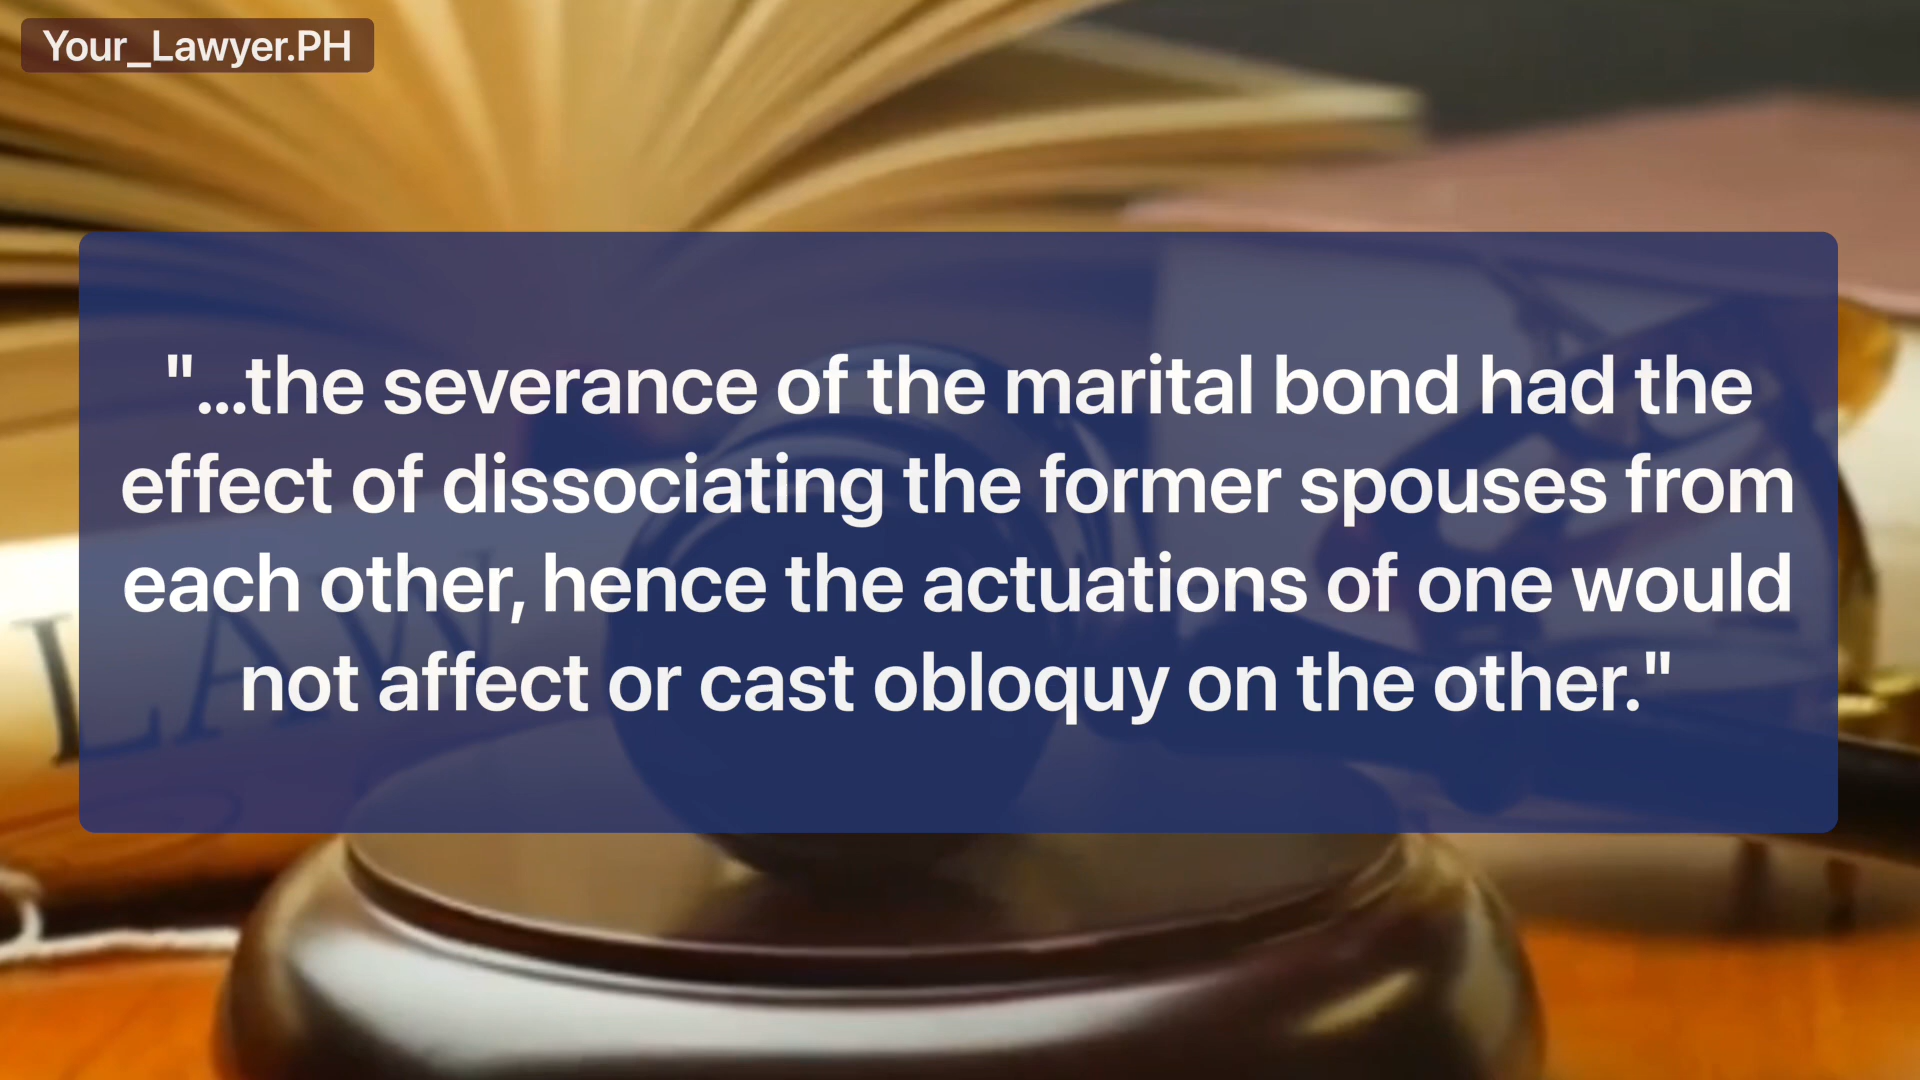 Your_Lawyer.PH
"...the severance of the marital bond had the
effect of dissociating the former spouses from
each other, hence the actuations of one would
not affect or cast obloquy on the other."
LAW